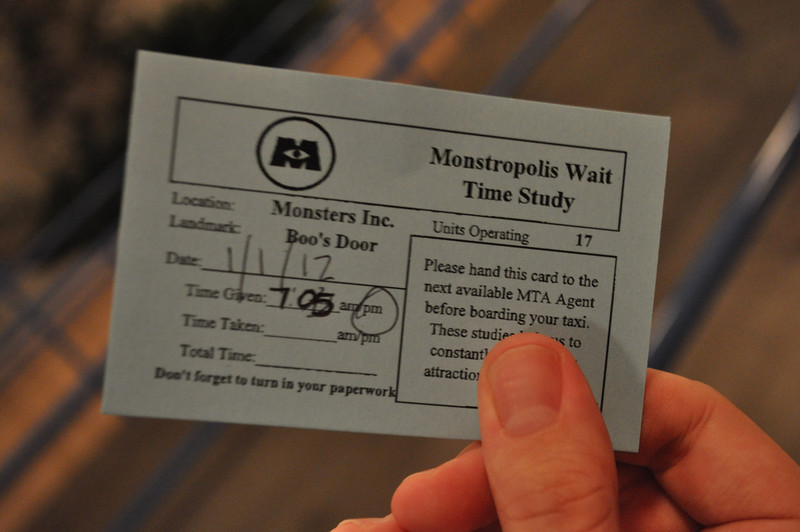 M
Monstropolis Wait
Time Study
Location: Monsters Inc.
Landmark: Boo's Door
Units Operating 17
Date: 1/1/12
Time Given: 7:05 am/pm
Time Taken: am/pm
Total Time:
Don't forget to turn in your paperwork
Please hand this card to the
next available MTA Agent
before boarding your taxi.
These studies us to
attraction